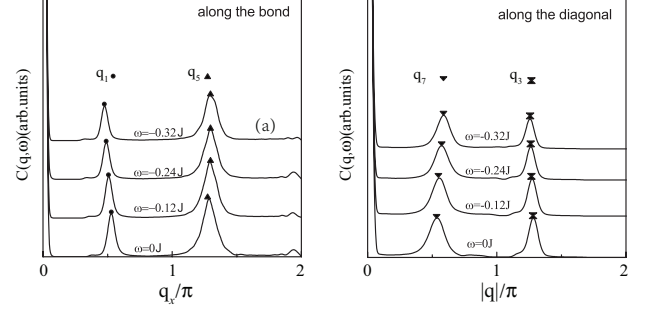 along the bond
C(q,ω)(arb.units)
q₁ ●
q₅ ▲
(a)
ω=-0.32J
ω=-0.24J
ω=-0.12J
ω=0J
0 1 2
qₓ/π
along the diagonal
C(q,ω)(arb.units)
q₇
q₃
ω=-0.32J
ω=-0.24J
ω=-0.12J
ω=0J
0 1 2
|q|/π